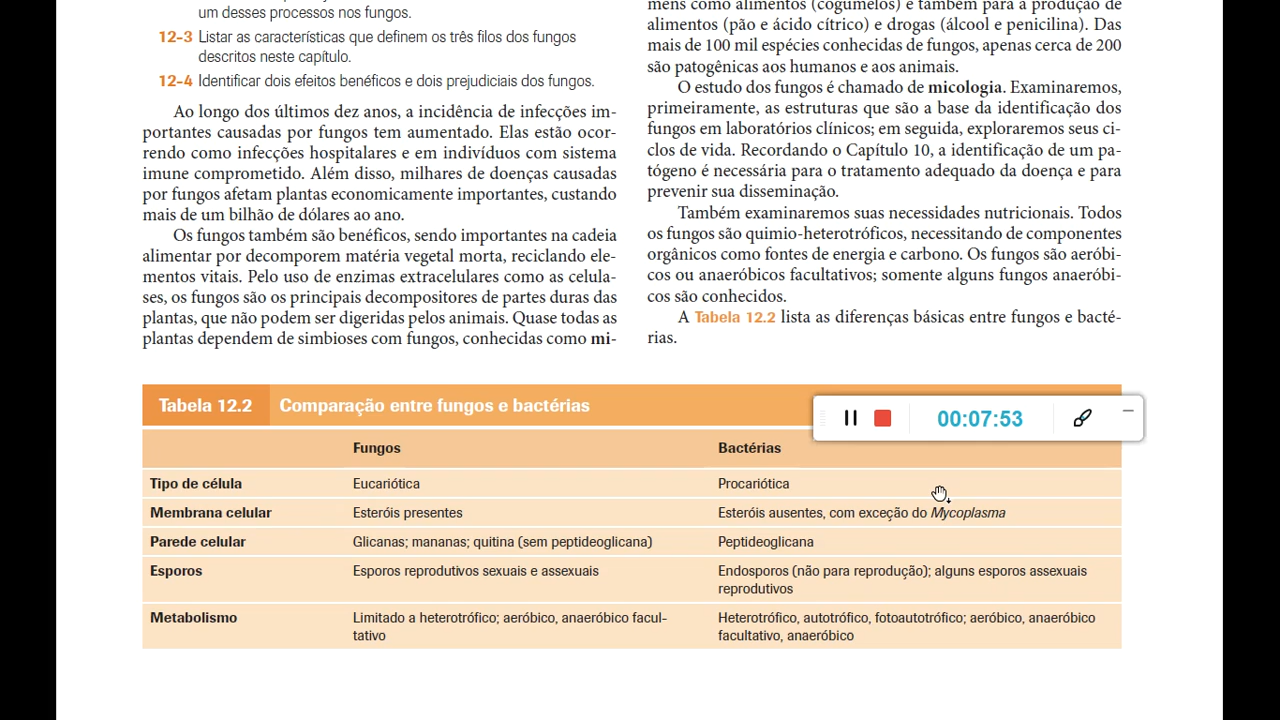 um desses processos nos fungos.
12-3 Listar as características que definem os três filos dos fungos
descritos neste capítulo.
12-4 Identificar dois efeitos benéficos e dois prejudiciais dos fungos.
Ao longo dos últimos dez anos, a incidência de infecções im-
portantes causadas por fungos tem aumentado. Elas estão ocor-
rendo como infecções hospitalares e em indivíduos com sistema
imune comprometido. Além disso, milhares de doenças causadas
por fungos afetam plantas economicamente importantes, custando
mais de um bilhão de dólares ao ano.
Os fungos também são benéficos, sendo importantes na cadeia
alimentar por decomporem matéria vegetal morta, reciclando ele-
mentos vitais. Pelo uso de enzimas extracelulares como as celula-
ses, os fungos são os principais decompositores de partes duras das
plantas, que não podem ser digeridas pelos animais. Quase todas as
plantas dependem de simbioses com fungos, conhecidas como mi-
mens como alimentos (cogumelos) e também para a produção de
alimentos (pão e ácido cítrico) e drogas (álcool e penicilina). Das
mais de 100 mil espécies conhecidas de fungos, apenas cerca de 200
são patogênicas aos humanos e aos animais.
O estudo dos fungos é chamado de micologia. Examinaremos,
primeiramente, as estruturas que são a base da identificação dos
fungos em laboratórios clínicos; em seguida, exploraremos seus ci-
clos de vida. Recordando o Capítulo 10, a identificação de um pa-
tógeno é necessária para o tratamento adequado da doença e para
prevenir sua disseminação.
Também examinaremos suas necessidades nutricionais. Todos
os fungos são quimio-heterotróficos, necessitando de componentes
orgânicos como fontes de energia e carbono. Os fungos são aeróbi-
cos ou anaeróbicos facultativos; somente alguns fungos anaeróbi-
cos são conhecidos.
A Tabela 12.2 lista as diferenças básicas entre fungos e bacté-
rias.
Tabela 12.2 Comparação entre fungos e bactérias
00:07:53
Fungos Bactérias
Tipo de célula Eucariótica Procariótica
Membrana celular Esteróis presentes Esteróis ausentes, com exceção do Mycoplasma
Parede celular Glicanas; mananas; quitina (sem peptideoglicana) Peptideoglicana
Esporos Esporos reprodutivos sexuais e assexuais Endosporos (não para reprodução); alguns esporos assexuais
reprodutivos
Metabolismo Limitado a heterotrófico; aeróbico, anaeróbico facul- Heterotrófico, autotrófico, fotoautotrófico; aeróbico, anaeróbico
tativo facultativo, anaeróbico